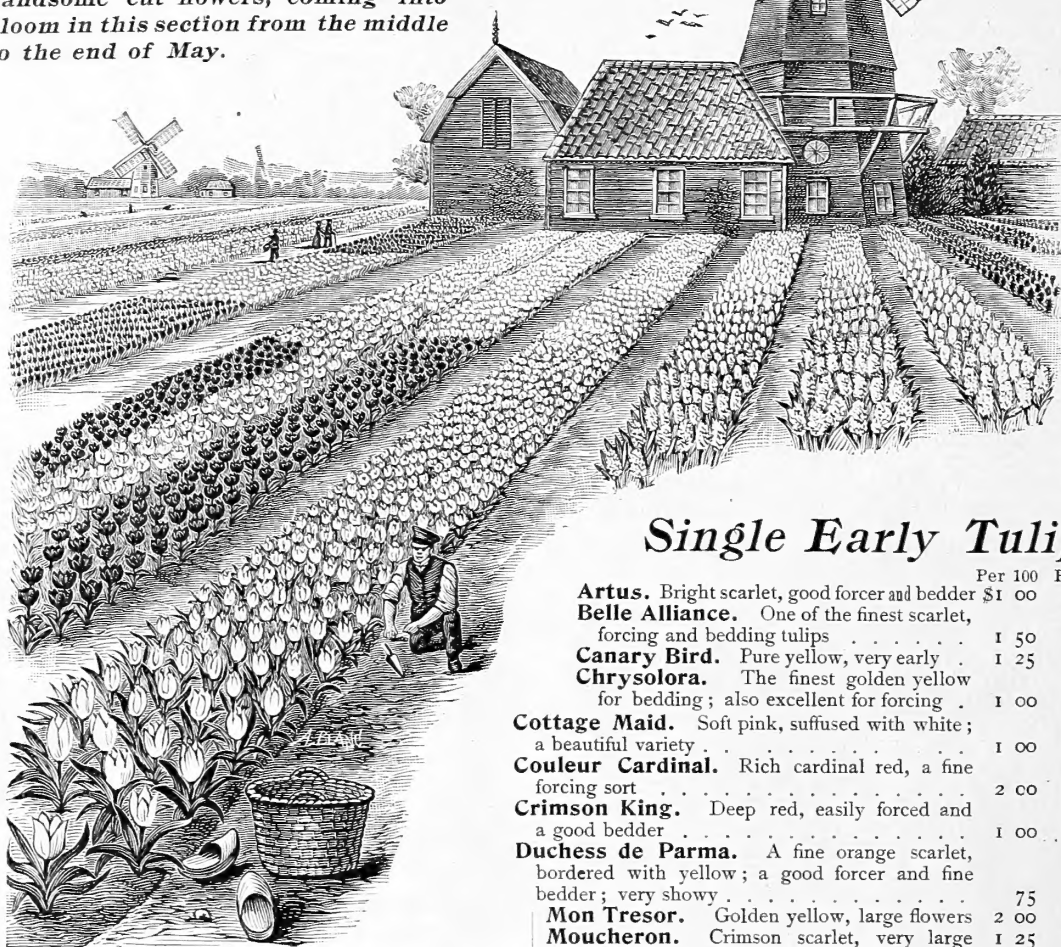 cut flowers, coming into
in this section from the middle
the end of May.
Single Early
Per 100
Artus. Bright scarlet, good forcer and bedder $1 00
Belle Alliance. One of the finest scarlet,
forcing and bedding tulips . . . . . . 1 50
Canary Bird. Pure yellow, very early . 1 25
Chrysolora. The finest golden yellow
for bedding; also excellent for forcing . 1 00
Cottage Maid. Soft pink, suffused with white;
a beautiful variety . . . . . . . . . . . . 1 00
Couleur Cardinal. Rich cardinal red, a fine
forcing sort . . . . . . . . . . . . . . . 2 00
Crimson King. Deep red, easily forced and
a good bedder . . . . . . . . . . . . . . 1 00
Duchess de Parma. A fine orange scarlet,
bordered with yellow; a good forcer and fine
bedder; very showy . . . . . . . . . . . . 75
Mon Tresor. Golden yellow, large flowers 2 00
Moucheron. Crimson scarlet, very large 1 25